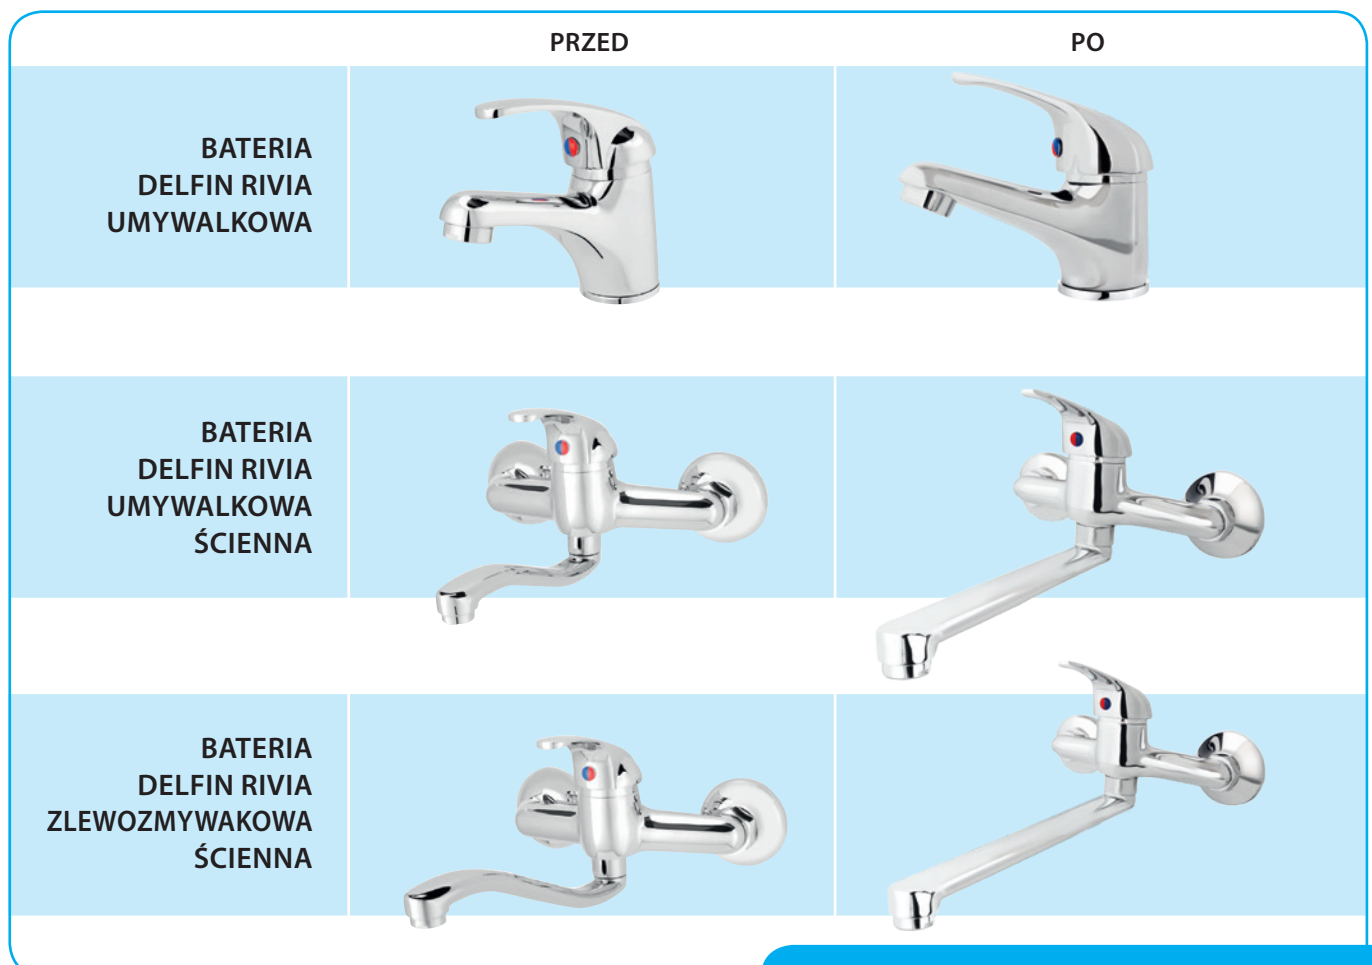 PRZED
PO
BATERIA
DELFIN RIVIA
UMYWALKOWA
BATERIA
DELFIN RIVIA
UMYWALKOWA
ŚCIENNA
BATERIA
DELFIN RIVIA
ZLEWOZMYWAKOWA
ŚCIENNA